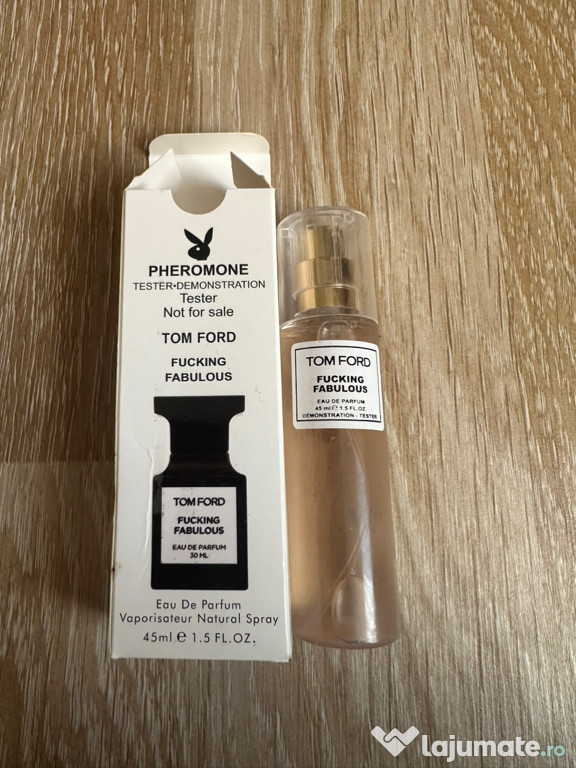 PHEROMONE
TESTER•DEMONSTRATION
Tester
Not for sale
TOM FORD
FUCKING
FABULOUS
TOM FORD
FUCKING
FABULOUS
EAU DE PARFUM
30 ML
Eau De Parfum
Vaporisateur Natural Spray
45ml e 1.5 FL.OZ.
TOM FORD
FUCKING
FABULOUS
EAU DE PARFUM
45 ml e 1.5 FL.OZ.
DEMONSTRATION - TESTER
lajumate.ro